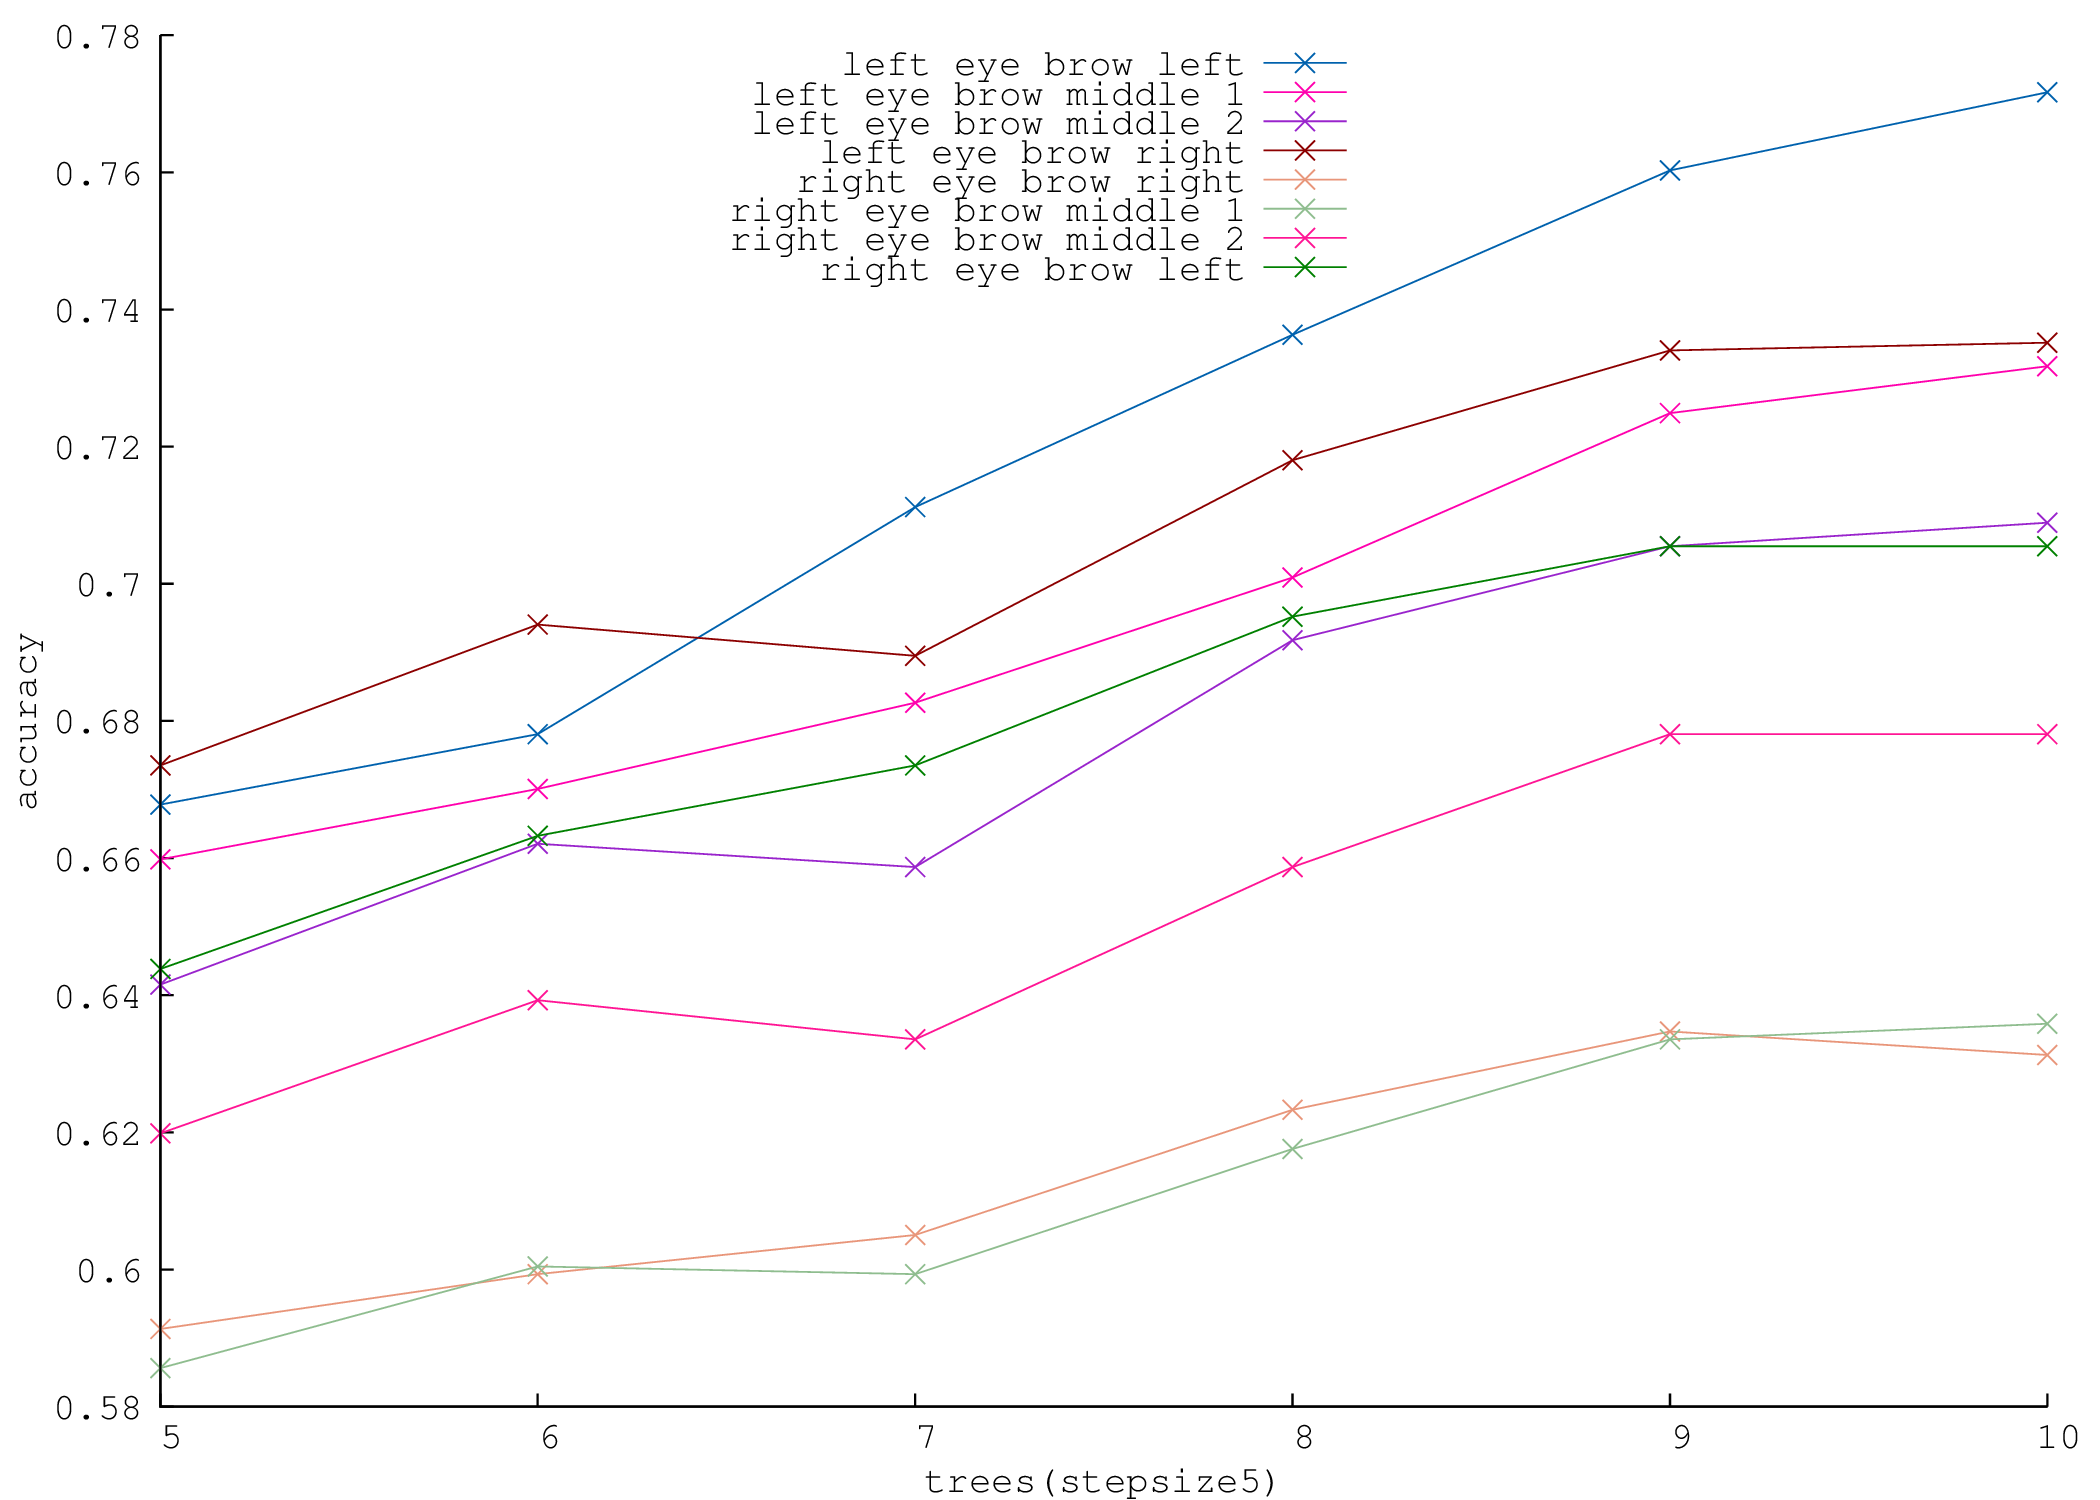 0.78
0.76
0.74
0.72
0.7
0.68
0.66
0.64
0.62
0.6
0.58
accuracy
left eye brow left
left eye brow middle 1
left eye brow middle 2
left eye brow right
right eye brow right
right eye brow middle 1
right eye brow middle 2
right eye brow left
5 6 7 8 9 10
trees(stepsize5)